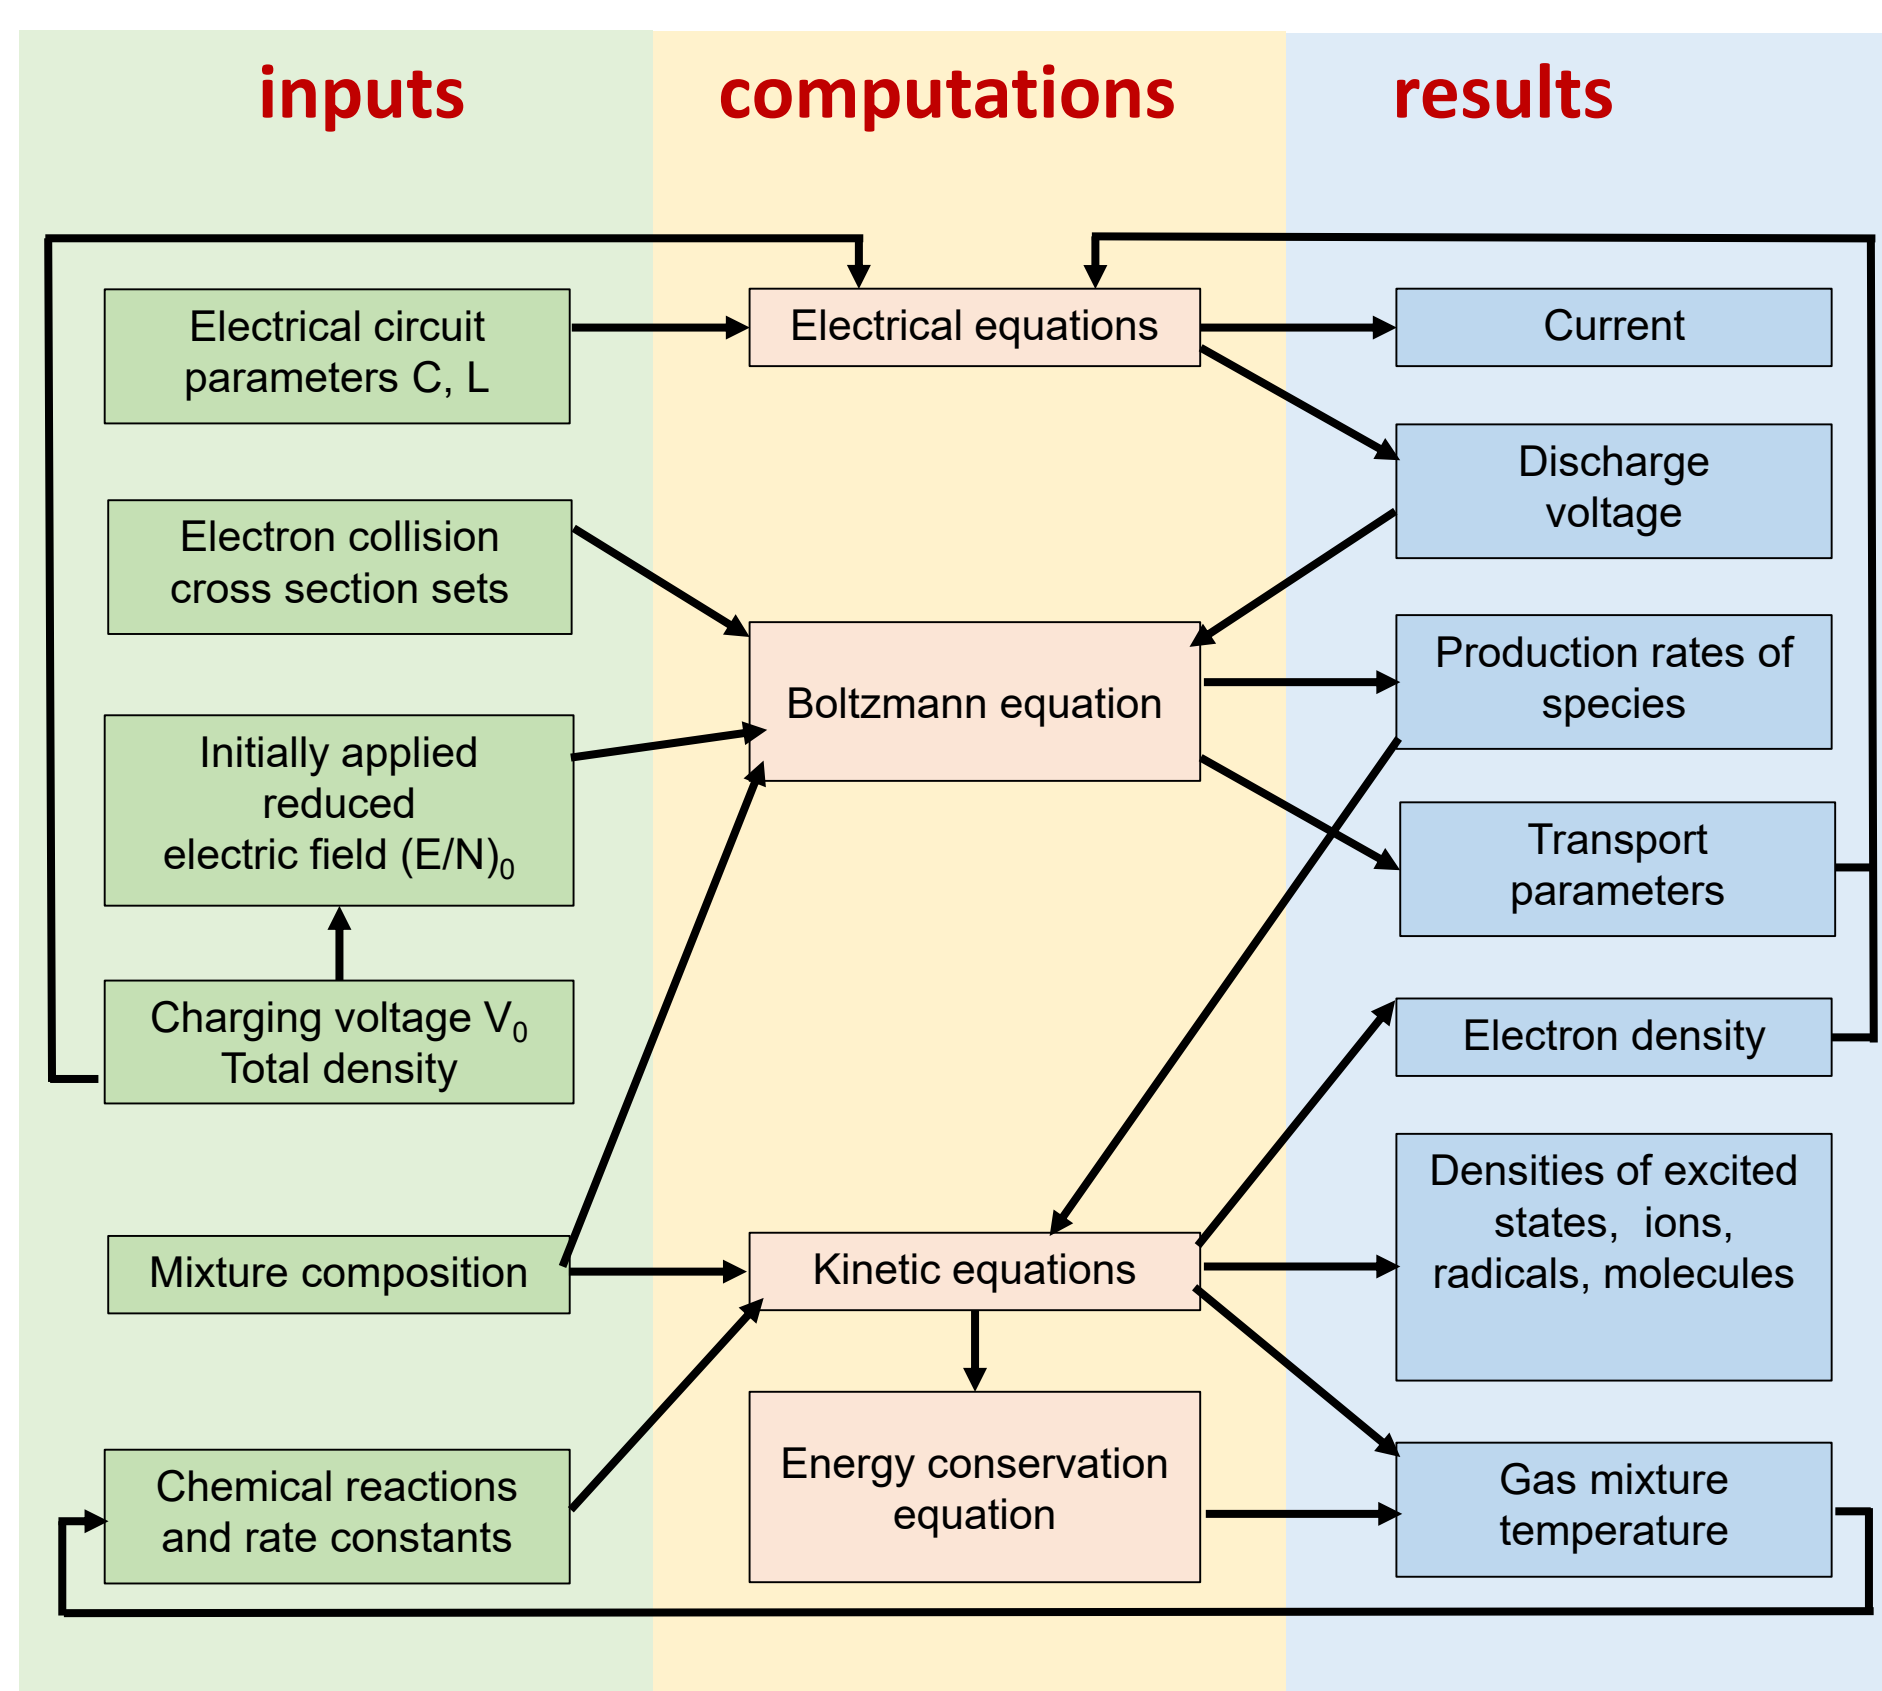 inputs
computations
results
Electrical circuit
parameters C, L
Electron collision
cross section sets
Initially applied
reduced
electric field (E/N)₀
Charging voltage V₀
Total density
Mixture composition
Chemical reactions
and rate constants
Electrical equations
Boltzmann equation
Kinetic equations
Energy conservation
equation
Current
Discharge
voltage
Production rates of
species
Transport
parameters
Electron density
Densities of excited
states,  ions,
radicals, molecules
Gas mixture
temperature